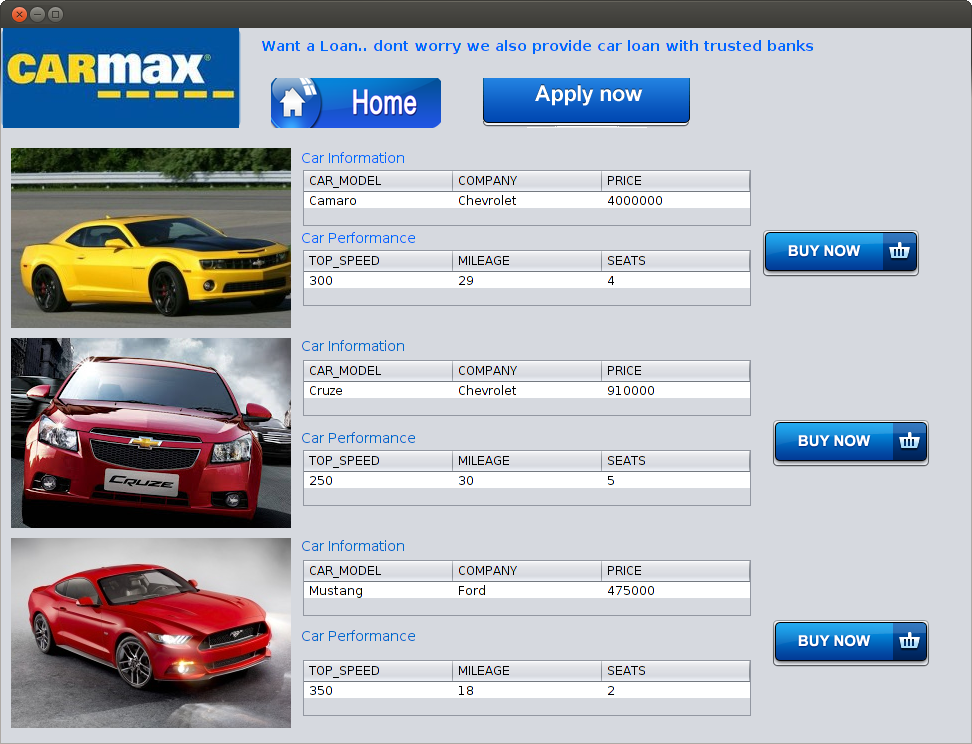 CARMAX®
Want a Loan.. dont worry we also provide car loan with trusted banks
Home
Apply now
Car Information
CAR_MODEL COMPANY PRICE
Camaro Chevrolet 4000000
Car Performance
TOP_SPEED MILEAGE SEATS
300 29 4
BUY NOW
Car Information
CAR_MODEL COMPANY PRICE
Cruze Chevrolet 910000
CRUZE
Car Performance
TOP_SPEED MILEAGE SEATS
250 30 5
BUY NOW
Car Information
CAR_MODEL COMPANY PRICE
Mustang Ford 475000
Car Performance
TOP_SPEED MILEAGE SEATS
350 18 2
BUY NOW